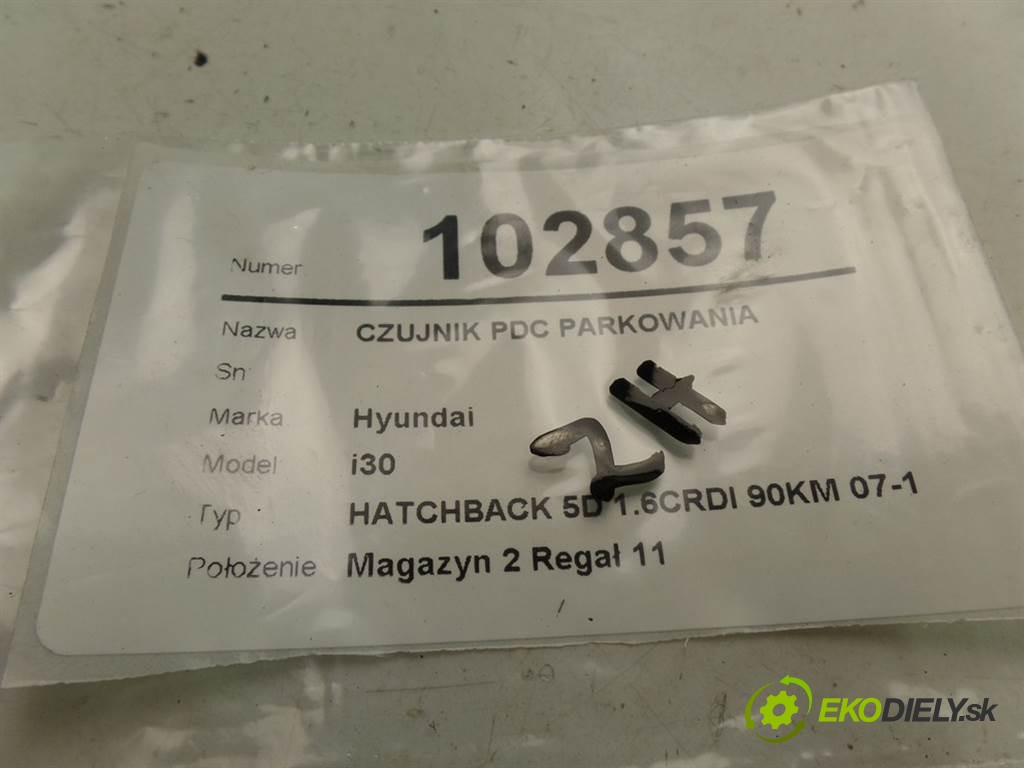 Numer 102857
Nazwa CZUJNIK PDC PARKOWANIA
Sn
Marka Hyundai
Model i30
Typ HATCHBACK 5D 1.6CRDI 90KM 07-1
Położenie Magazyn 2 Regał 11
2H
EKODIELY.sk